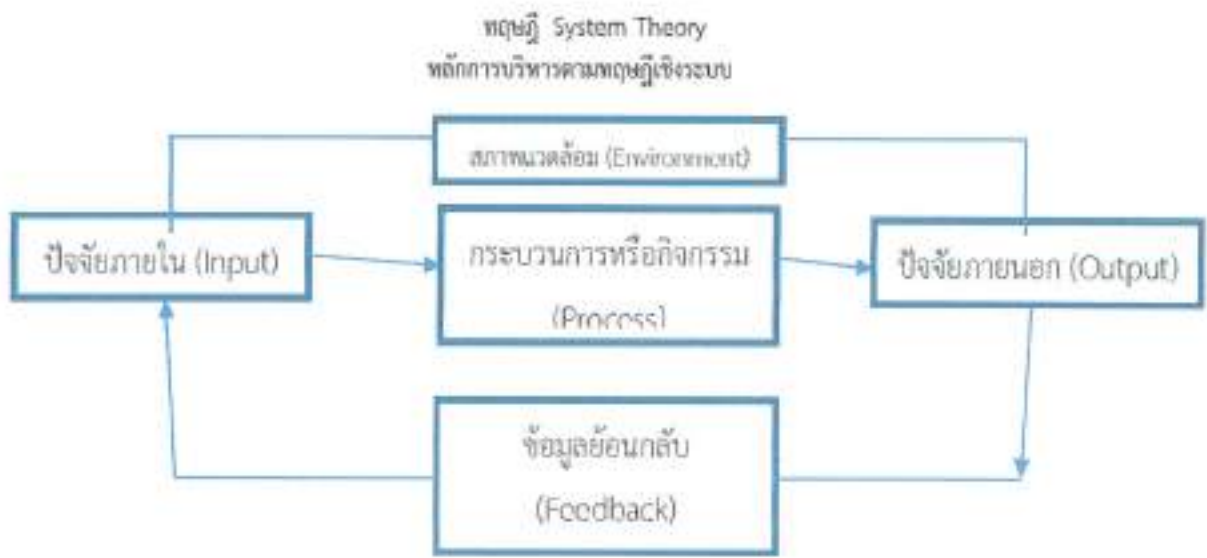 ทฤษฎี System Theory
หลักการบริหารตามทฤษฎีเชิงระบบ
สภาพแวดล้อม (Environment)
ปัจจัยภายใน (Input)
กระบวนการหรือกิจกรรม
(Process)
ปัจจัยภายนอก (Output)
ข้อมูลย้อนกลับ
(Feedback)